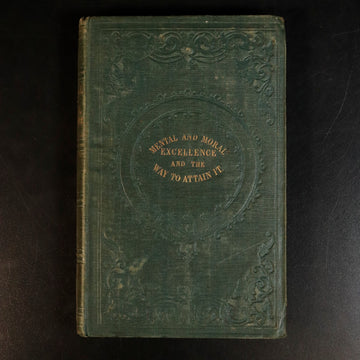 MENTAL AND MORAL
EXCELLENCE
AND THE
WAY TO ATTAIN IT.